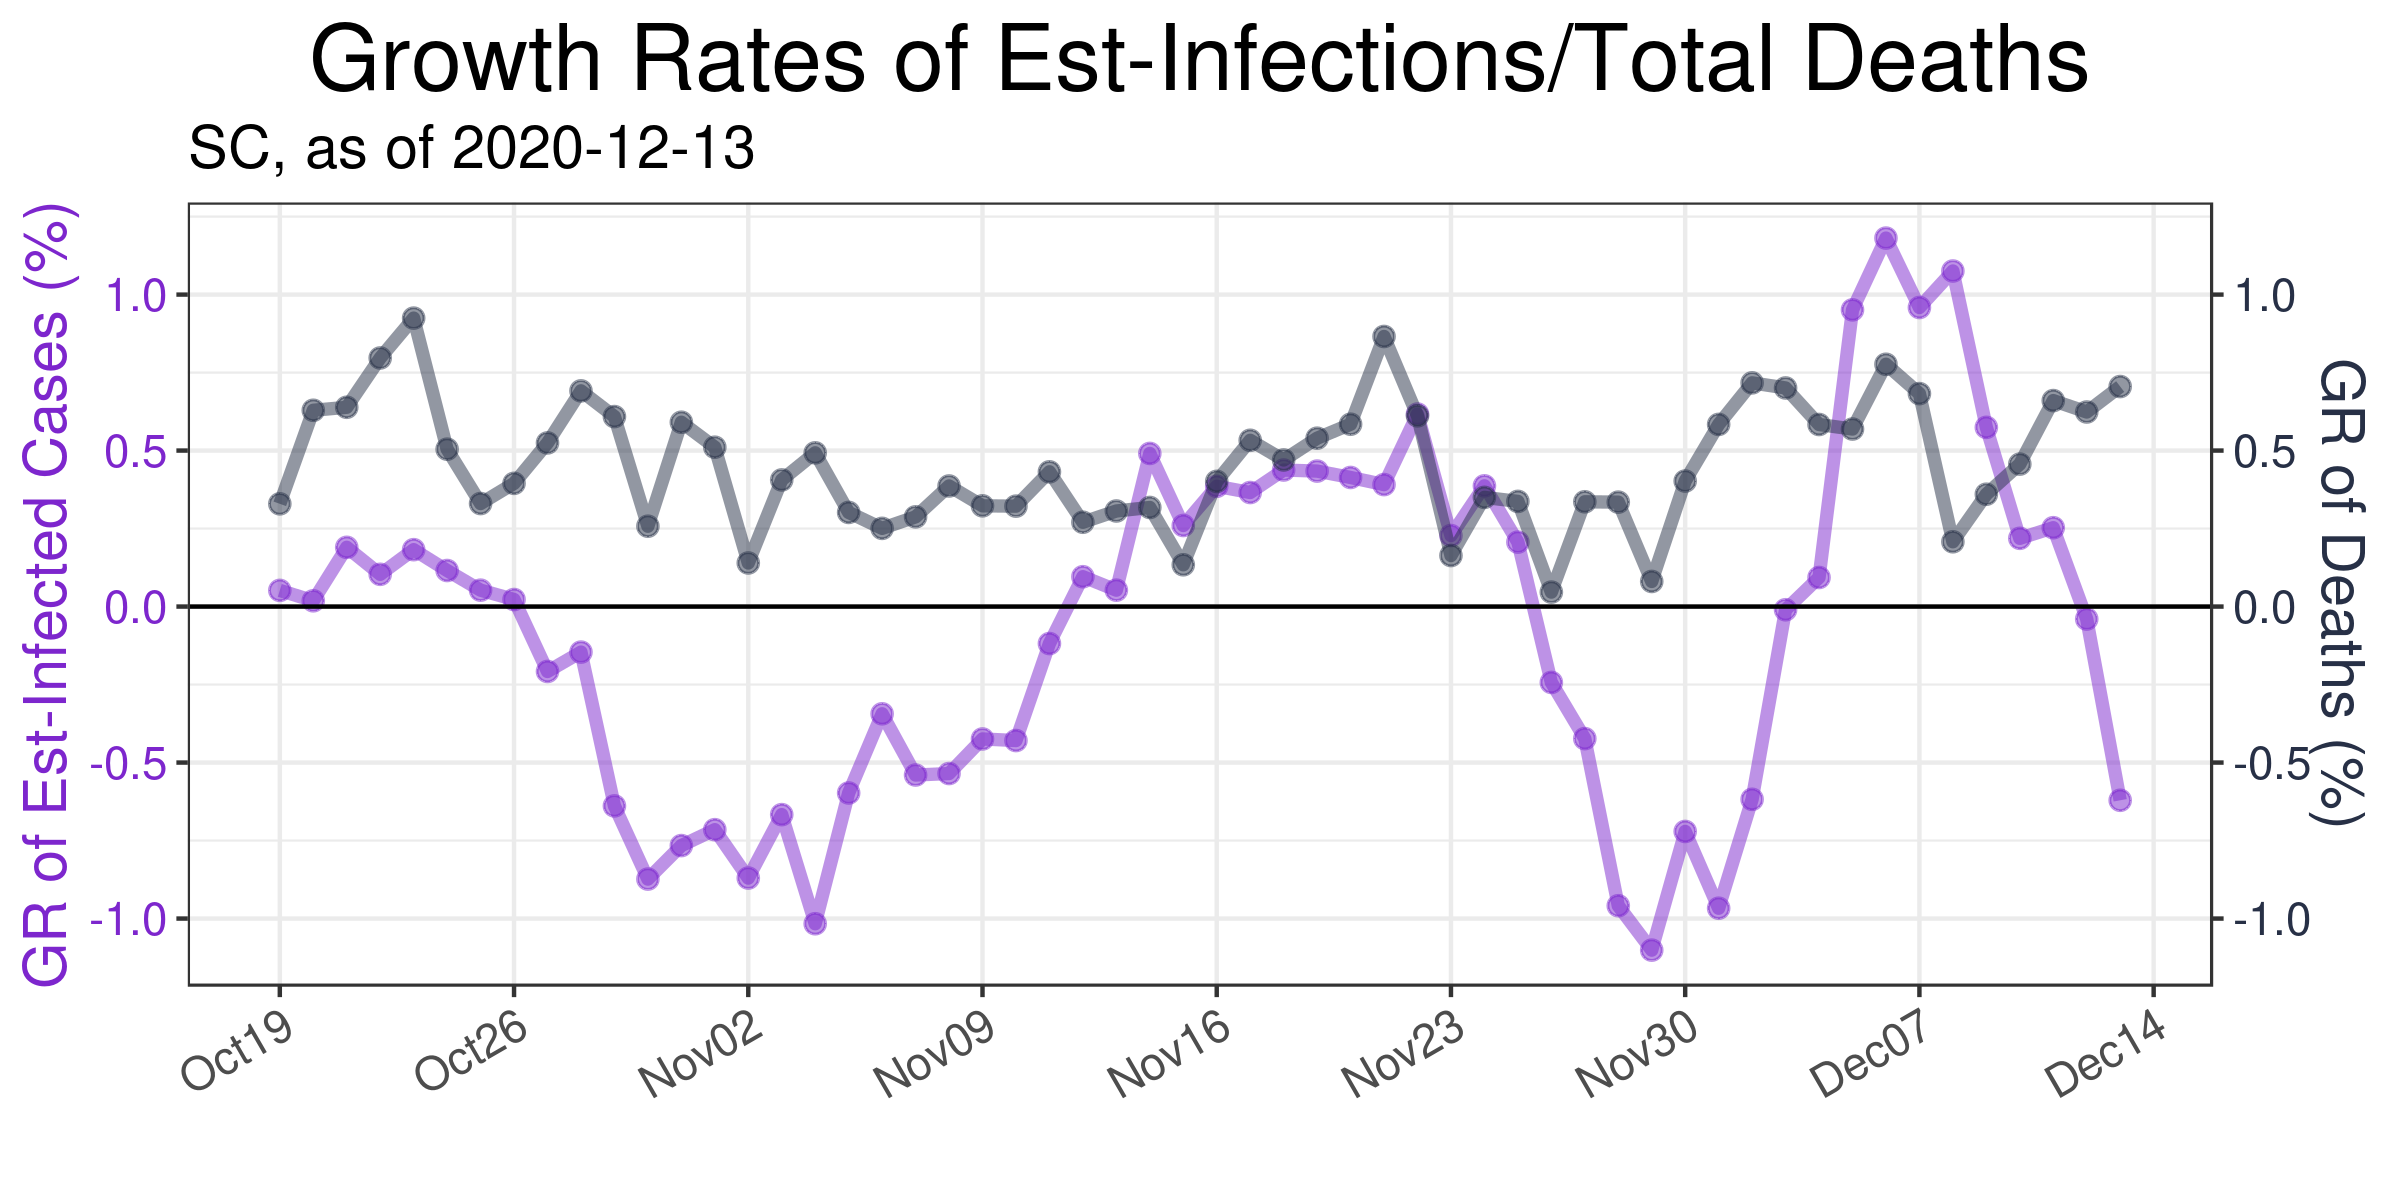 Growth Rates of Est-Infections/Total Deaths
SC, as of 2020-12-13
GR of Est-Infected Cases (%)
1.0
0.5
0.0
-0.5
-1.0
1.0
0.5
0.0
-0.5
-1.0
GR of Deaths (%)
Oct19
Oct26
Nov02
Nov09
Nov16
Nov23
Nov30
Dec07
Dec14